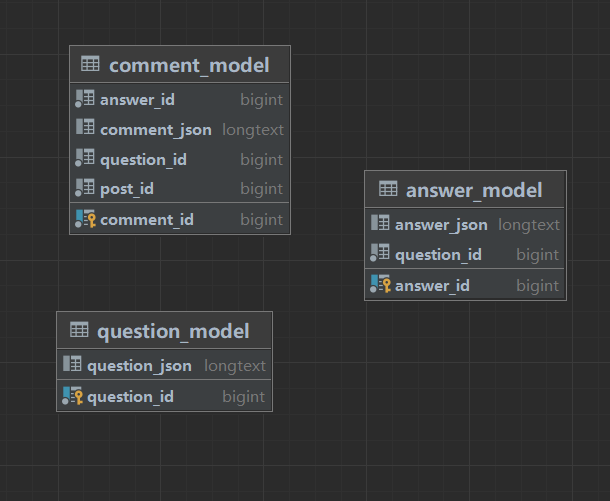 comment_model
answer_id bigint
comment_json longtext
question_id bigint
post_id bigint
comment_id bigint
answer_model
answer_json longtext
question_id bigint
answer_id bigint
question_model
question_json longtext
question_id bigint